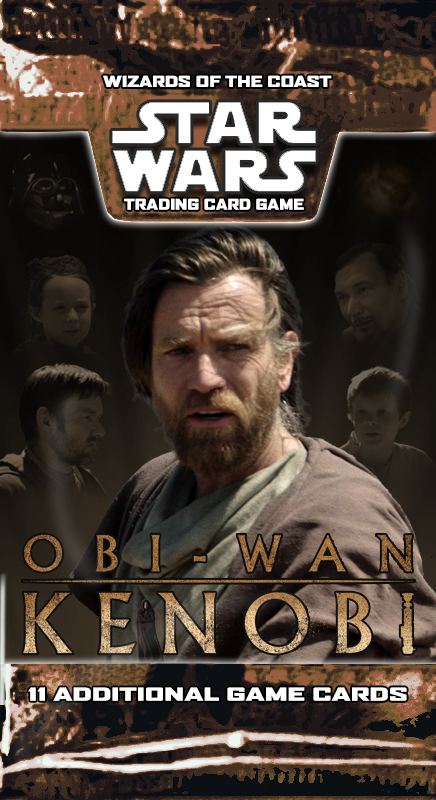 WIZARDS OF THE COAST
STAR
WARS
TRADING CARD GAME
OBI-WAN
KENOBI
11 ADDITIONAL GAME CARDS